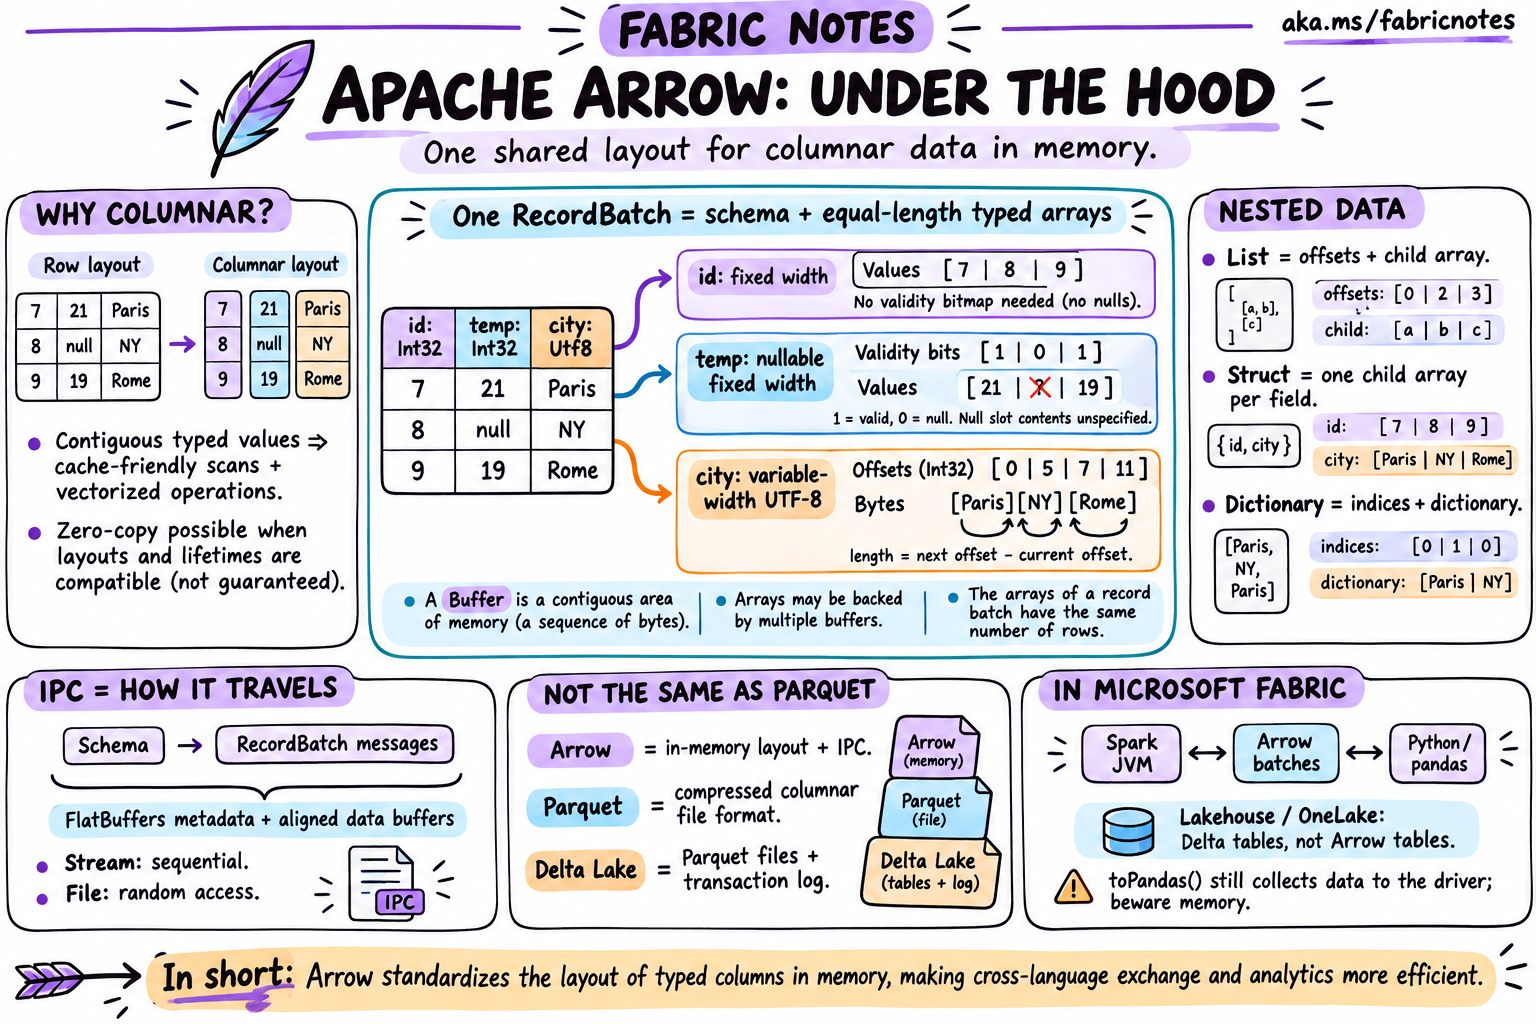 FABRIC NOTES
aka.ms/fabricnotes
APACHE ARROW: UNDER THE HOOD
One shared layout for columnar data in memory.
WHY COLUMNAR?
Row layout
7 21 Paris
8 null NY
9 19 Rome
Columnar layout
7 21 Paris
8 null NY
9 19 Rome
Contiguous typed values ⇒
cache-friendly scans +
vectorized operations.
Zero-copy possible when
layouts and lifetimes are
compatible (not guaranteed).
One RecordBatch = schema + equal-length typed arrays
id: Int32 temp: Int32 city: Utf8
7 21 Paris
8 null NY
9 19 Rome
id: fixed width
Values [ 7 | 8 | 9 ]
No validity bitmap needed (no nulls).
temp: nullable
fixed width
Validity bits [ 1 | 0 | 1 ]
Values [ 21 | ? | 19 ]
1 = valid, 0 = null. Null slot contents unspecified.
city: variable-
width UTF-8
Offsets (Int32) [ 0 | 5 | 7 | 11 ]
Bytes [Paris][NY][Rome]
length = next offset – current offset.
A Buffer is a contiguous area
of memory (a sequence of bytes).
Arrays may be backed
by multiple buffers.
The arrays of a record
batch have the same
number of rows.
NESTED DATA
List = offsets + child array.
[
[a, b],
[c]
]
offsets: [ 0 | 2 | 3 ]
child: [ a | b | c ]
Struct = one child array
per field.
{ id, city }
id: [ 7 | 8 | 9 ]
city: [Paris | NY | Rome]
Dictionary = indices + dictionary.
[Paris,
NY,
Paris]
indices: [ 0 | 1 | 0 ]
dictionary: [Paris | NY]
IPC = HOW IT TRAVELS
Schema → RecordBatch messages
FlatBuffers metadata + aligned data buffers
Stream: sequential.
File: random access.
IPC
NOT THE SAME AS PARQUET
Arrow = in-memory layout + IPC.
Parquet = compressed columnar
file format.
Delta Lake = Parquet files +
transaction log.
Arrow
(memory)
Parquet
(file)
Delta Lake
(tables + log)
IN MICROSOFT FABRIC
Spark
JVM
Arrow
batches
Python/
pandas
Lakehouse / OneLake:
Delta tables, not Arrow tables.
toPandas() still collects data to the driver;
beware memory.
In short: Arrow standardizes the layout of typed columns in memory, making cross-language exchange and analytics more efficient.